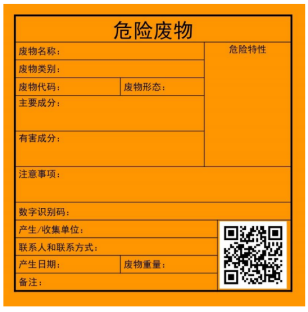 危险废物
废物名称：
危险特性
废物类别：
废物代码：
废物形态：
主要成分：
有害成分：
注意事项：
数字识别码：
产生/收集单位：
联系人和联系方式：
产生日期：
废物重量：
备注：